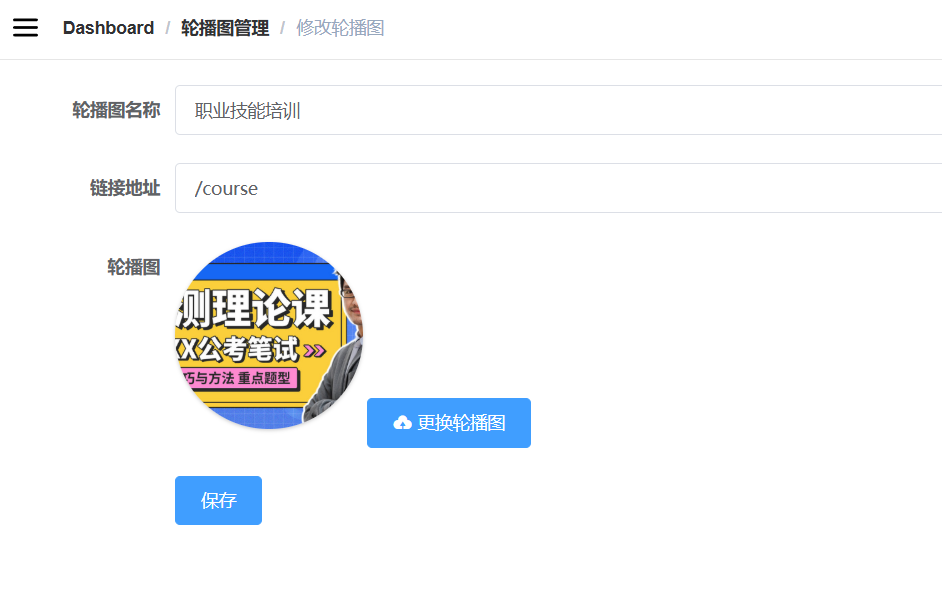 Dashboard / 轮播图管理 / 修改轮播图
轮播图名称
职业技能培训
链接地址
/course
轮播图
测理论课
XX公考笔试
巧与方法 重点题型
更换轮播图
保存